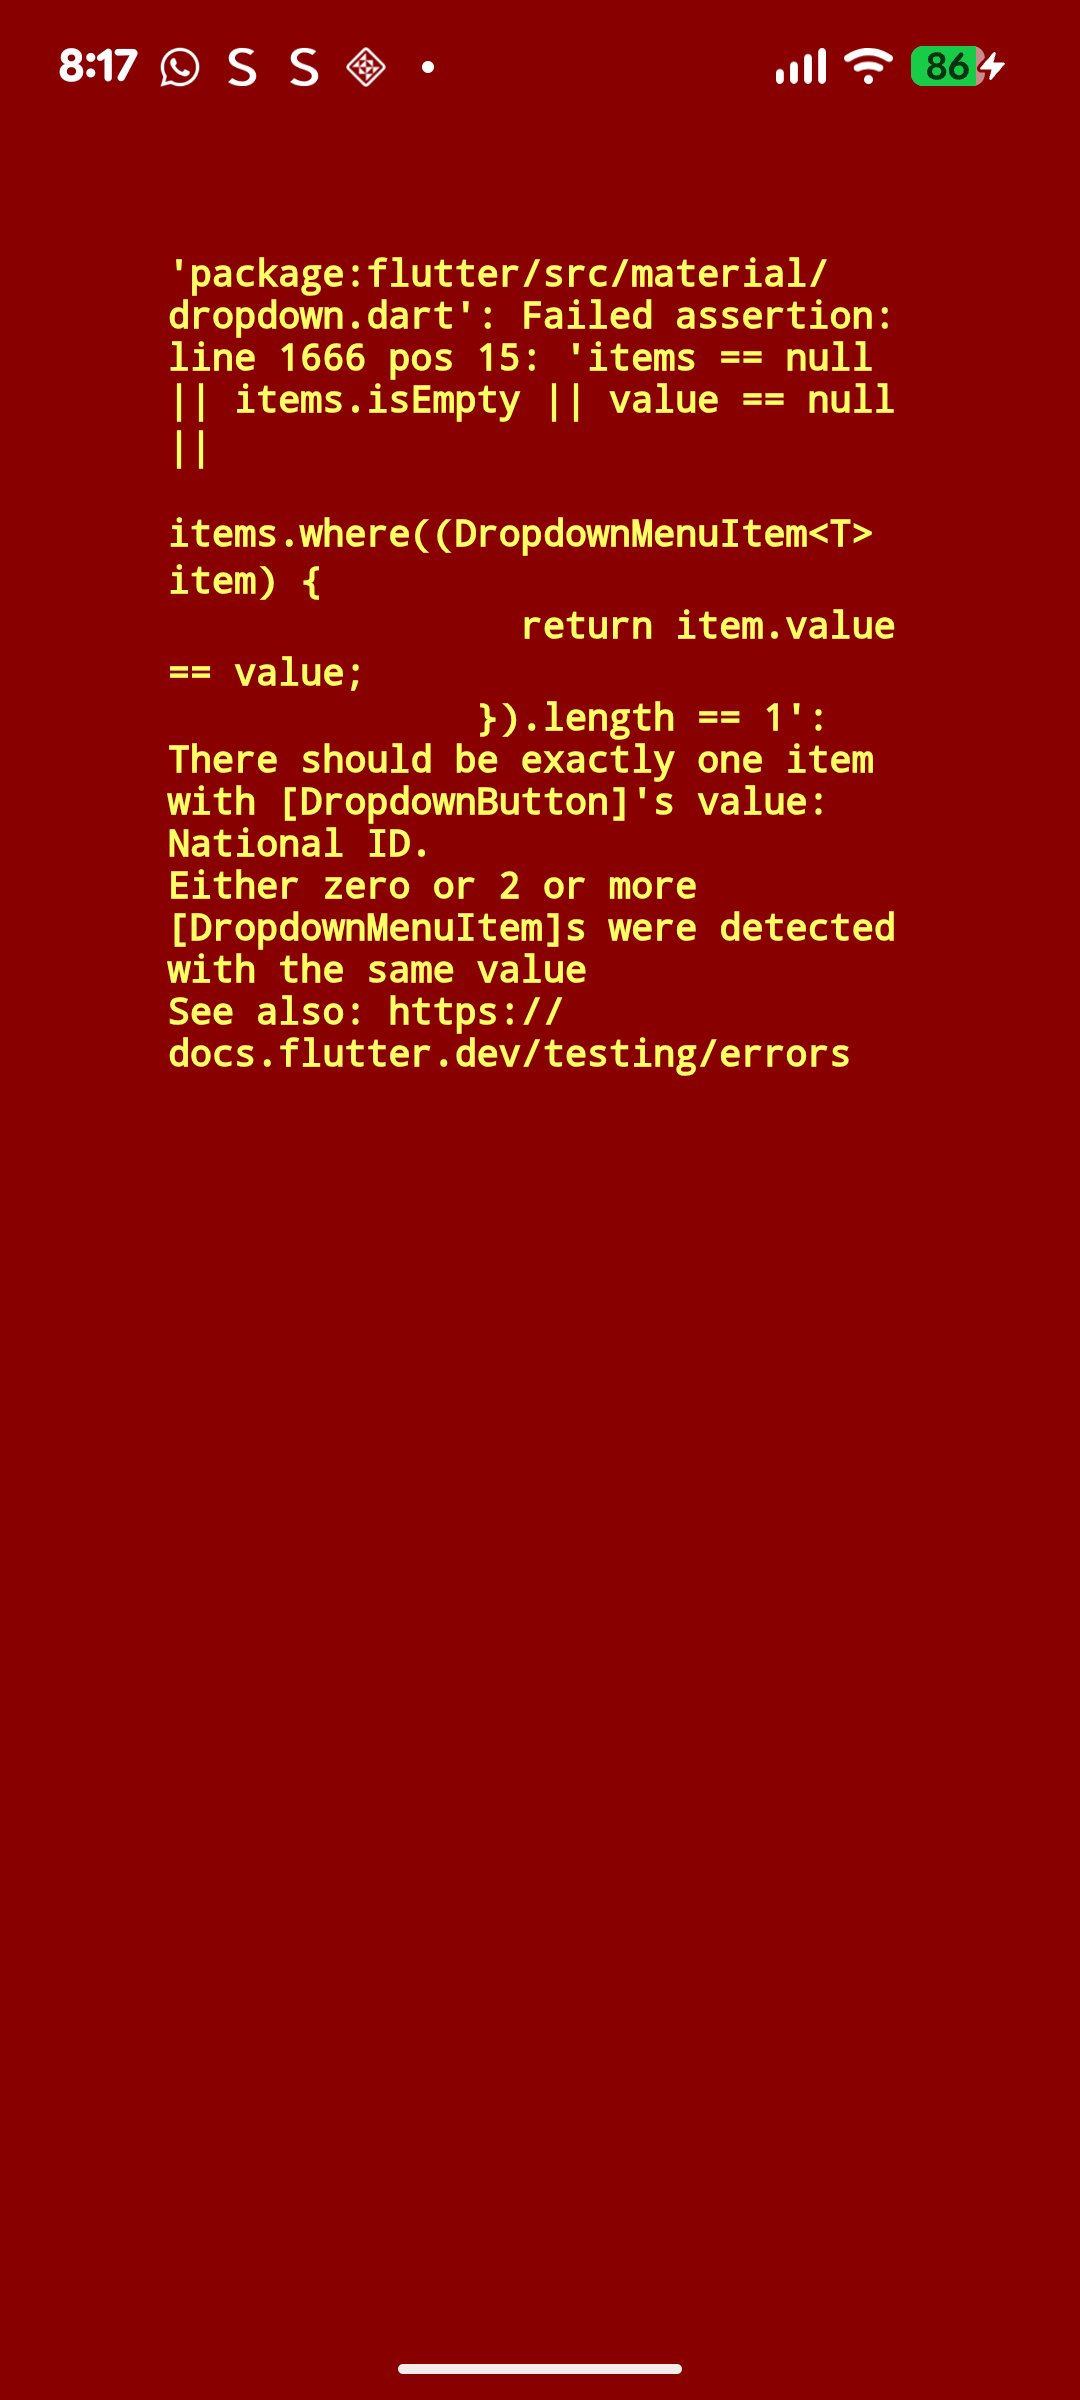 8:17
86
'package:flutter/src/material/
dropdown.dart': Failed assertion:
line 1666 pos 15: 'items == null
|| items.isEmpty || value == null
||
items.where((DropdownMenuItem<T>
item) {
return item.value
== value;
}).length == 1':
There should be exactly one item
with [DropdownButton]'s value:
National ID.
Either zero or 2 or more
[DropdownMenuItem]s were detected
with the same value
See also: https://
docs.flutter.dev/testing/errors